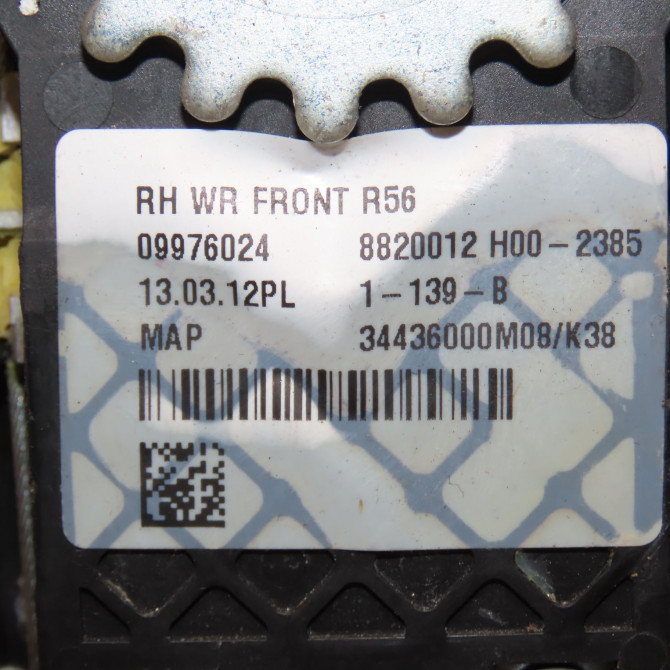 RH WR FRONT R56
09976024 8820012 H00-2385
13.03.12PL 1-139-B
MAP 34436000M08/K38